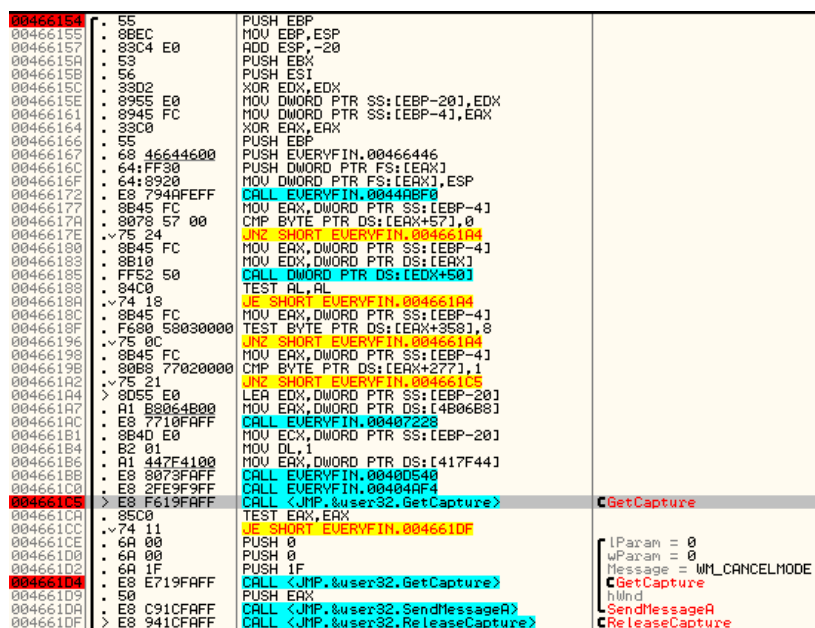 00466154 . 55 PUSH EBP
00466155 . 8BEC MOV EBP,ESP
00466157 . 83C4 E0 ADD ESP,-20
0046615A . 53 PUSH EBX
0046615B . 56 PUSH ESI
0046615C . 33D2 XOR EDX,EDX
0046615E . 8955 E0 MOV DWORD PTR SS:[EBP-20],EDX
00466161 . 8945 FC MOV DWORD PTR SS:[EBP-4],EAX
00466164 . 33C0 XOR EAX,EAX
00466166 . 55 PUSH EBP
00466167 . 68 46644600 PUSH EVERYFIN.00466446
0046616C . 64:FF30 PUSH DWORD PTR FS:[EAX]
0046616F . 64:8920 MOV DWORD PTR FS:[EAX],ESP
00466172 . E8 794AFEFF CALL EVERYFIN.0044ABF0
00466177 . 8B45 FC MOV EAX,DWORD PTR SS:[EBP-4]
0046617A . 8078 57 00 CMP BYTE PTR DS:[EAX+57],0
0046617E .v75 24 JNZ SHORT EVERYFIN.004661A4
00466180 . 8B45 FC MOV EAX,DWORD PTR SS:[EBP-4]
00466183 . 8B10 MOV EDX,DWORD PTR DS:[EAX]
00466185 . FF52 50 CALL DWORD PTR DS:[EDX+50]
00466188 . 84C0 TEST AL,AL
0046618A .v74 18 JE SHORT EVERYFIN.004661A4
0046618C . 8B45 FC MOV EAX,DWORD PTR SS:[EBP-4]
0046618F . F680 58030000 TEST BYTE PTR DS:[EAX+358],8
00466196 .v75 0C JNZ SHORT EVERYFIN.004661A4
00466198 . 8B45 FC MOV EAX,DWORD PTR SS:[EBP-4]
0046619B . 80B8 77020000 CMP BYTE PTR DS:[EAX+277],1
004661A2 .v75 21 JNZ SHORT EVERYFIN.004661C5
004661A4 > 8D55 E0 LEA EDX,DWORD PTR SS:[EBP-20]
004661A7 . A1 B8064B00 MOV EAX,DWORD PTR DS:[4B06B8]
004661AC . E8 7710FAFF CALL EVERYFIN.00407228
004661B1 . 8B4D E0 MOV ECX,DWORD PTR SS:[EBP-20]
004661B4 . B2 01 MOV DL,1
004661B6 . A1 447F4100 MOV EAX,DWORD PTR DS:[417F44]
004661BB . E8 8073FAFF CALL EVERYFIN.0040D540
004661C0 . E8 2FE9F9FF CALL EVERYFIN.00404AF4
004661C5 > E8 F619FAFF CALL <JMP.&user32.GetCapture> GetCapture
004661CA . 85C0 TEST EAX,EAX
004661CC .v74 11 JE SHORT EVERYFIN.004661DF
004661CE . 6A 00 PUSH 0 lParam = 0
004661D0 . 6A 00 PUSH 0 wParam = 0
004661D2 . 6A 1F PUSH 1F Message = WM_CANCELMODE
004661D4 . E8 E719FAFF CALL <JMP.&user32.GetCapture> GetCapture
004661D9 . 50 PUSH EAX hWnd
004661DA . E8 C91CFAFF CALL <JMP.&user32.SendMessageA> SendMessageA
004661DF > E8 941CFAFF CALL <JMP.&user32.ReleaseCapture> ReleaseCapture